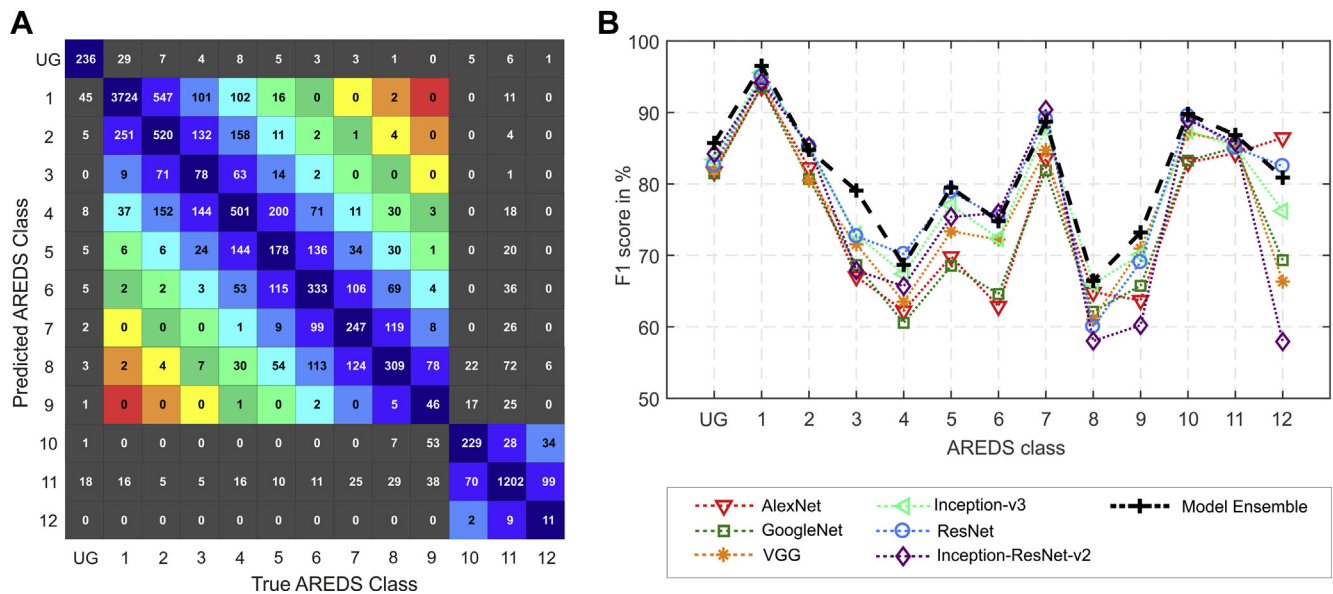 A
UG 236 29 7 4 8 5 3 3 1 0 5 6 1
1 45 3724 547 101 102 16 0 0 2 0 0 11 0
2 5 251 520 132 158 11 2 1 4 0 0 4 0
3 0 9 71 78 63 14 2 0 0 0 0 1 0
4 8 37 152 144 501 200 71 11 30 3 0 18 0
5 5 6 6 24 144 178 136 34 30 1 0 20 0
6 5 2 2 3 53 115 333 106 69 4 0 36 0
7 2 0 0 0 1 9 99 247 119 8 0 26 0
8 3 2 4 7 30 54 113 124 309 78 22 72 6
9 1 0 0 0 1 0 2 0 5 46 17 25 0
10 1 0 0 0 0 0 0 0 7 53 229 28 34
11 18 16 5 5 16 10 11 25 29 38 70 1202 99
12 0 0 0 0 0 0 0 0 0 0 2 9 11
UG 1 2 3 4 5 6 7 8 9 10 11 12
Predicted AREDS Class
True AREDS Class
B
100
90
80
70
60
50
F1 score in %
UG 1 2 3 4 5 6 7 8 9 10 11 12
AREDS class
AlexNet Inception-v3 Model Ensemble
GoogleNet ResNet
VGG Inception-ResNet-v2